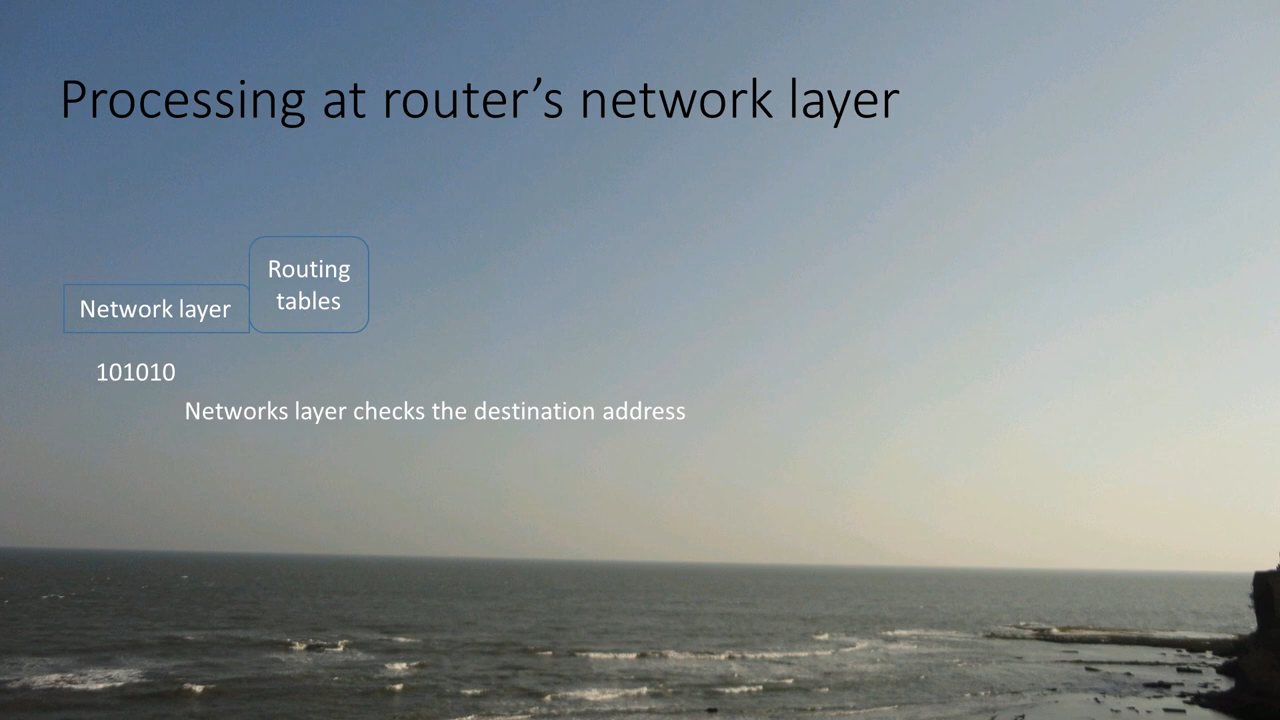 Processing at router’s network layer
Routing
tables
Network layer
101010
Networks layer checks the destination address